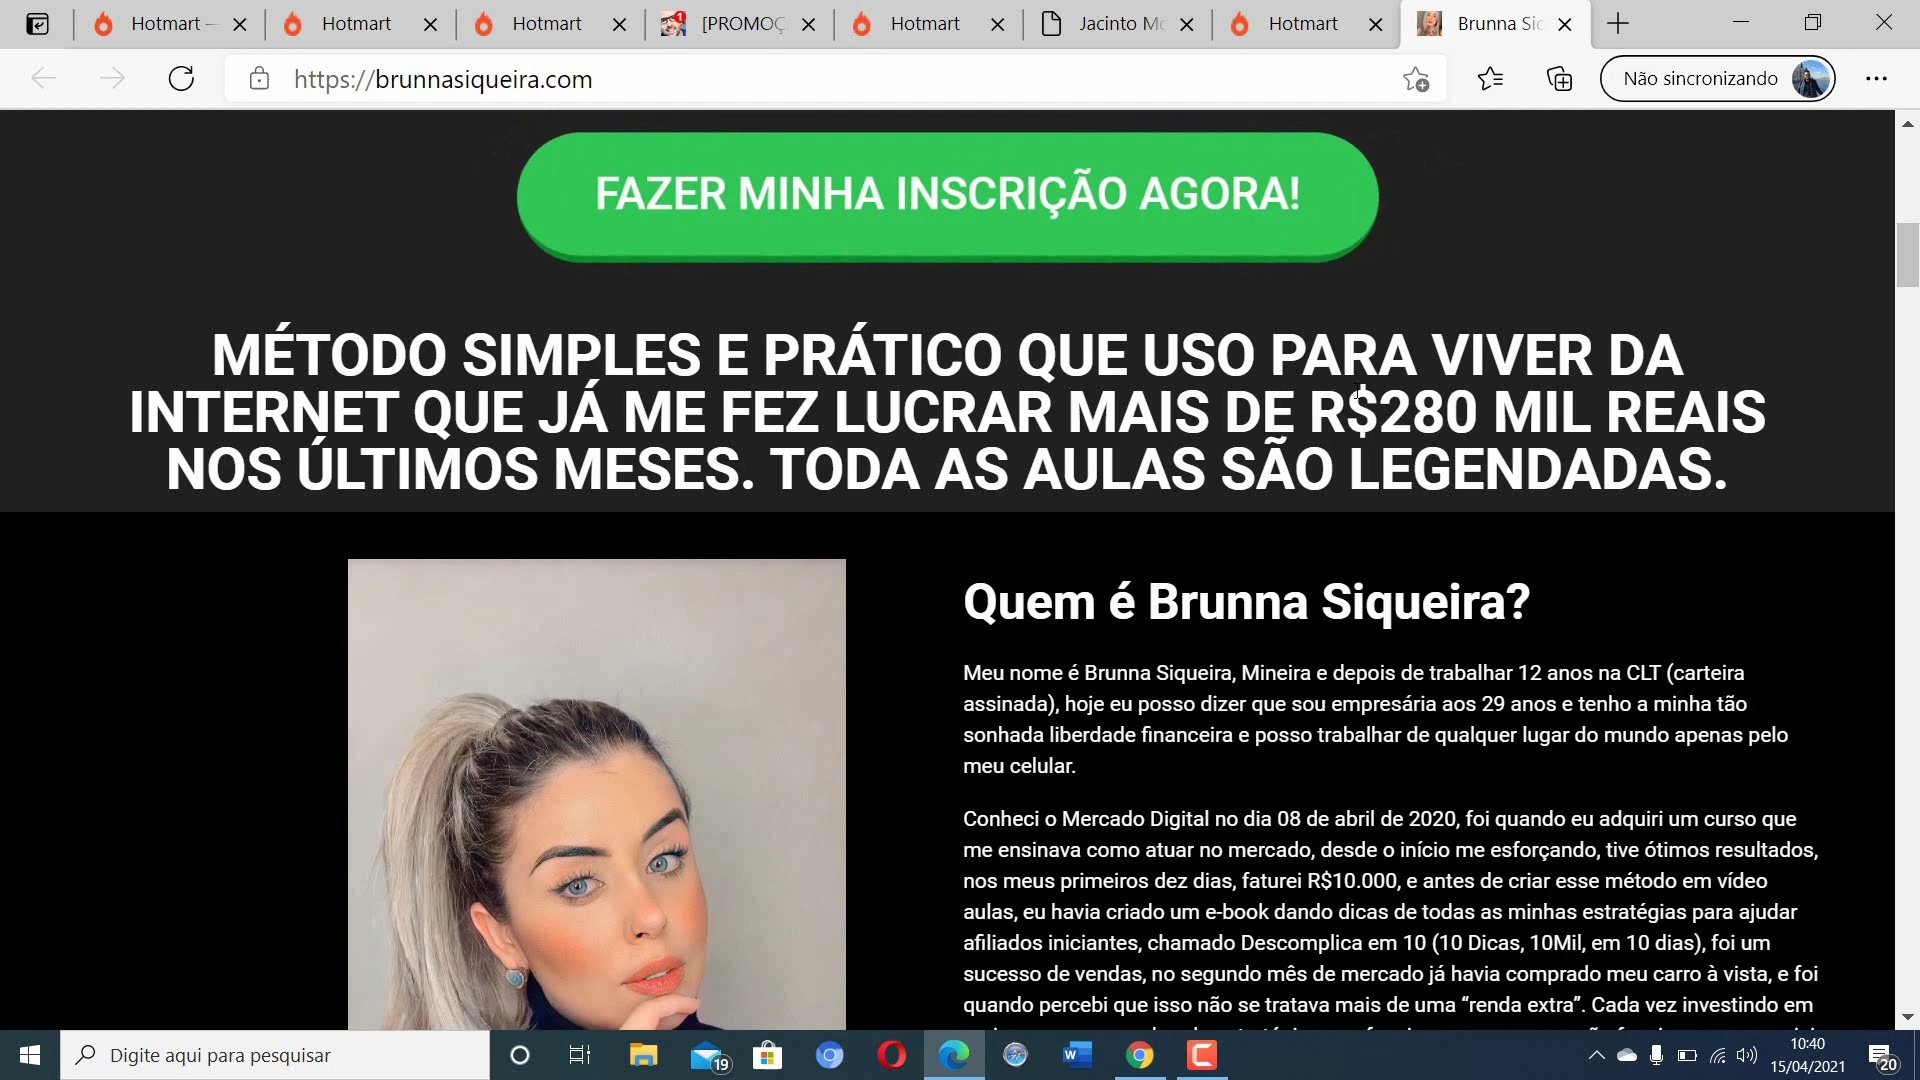 Hotmart –
Hotmart
Hotmart
1
[PROMOÇ
Hotmart
Jacinto Mo
Hotmart
Brunna Sic
https://brunnasiqueira.com
Não sincronizando
FAZER MINHA INSCRIÇÃO AGORA!
MÉTODO SIMPLES E PRÁTICO QUE USO PARA VIVER DA
INTERNET QUE JÁ ME FEZ LUCRAR MAIS DE R$280 MIL REAIS
NOS ÚLTIMOS MESES. TODA AS AULAS SÃO LEGENDADAS.
Quem é Brunna Siqueira?
Meu nome é Brunna Siqueira, Mineira e depois de trabalhar 12 anos na CLT (carteira
assinada), hoje eu posso dizer que sou empresária aos 29 anos e tenho a minha tão
sonhada liberdade financeira e posso trabalhar de qualquer lugar do mundo apenas pelo
meu celular.
Conheci o Mercado Digital no dia 08 de abril de 2020, foi quando eu adquiri um curso que
me ensinava como atuar no mercado, desde o início me esforçando, tive ótimos resultados,
nos meus primeiros dez dias, faturei R$10.000, e antes de criar esse método em vídeo
aulas, eu havia criado um e-book dando dicas de todas as minhas estratégias para ajudar
afiliados iniciantes, chamado Descomplica em 10 (10 Dicas, 10Mil, em 10 dias), foi um
sucesso de vendas, no segundo mês de mercado já havia comprado meu carro à vista, e foi
quando percebi que isso não se tratava mais de uma “renda extra”. Cada vez investindo em
Digite aqui para pesquisar
19
10:40
15/04/2021
20